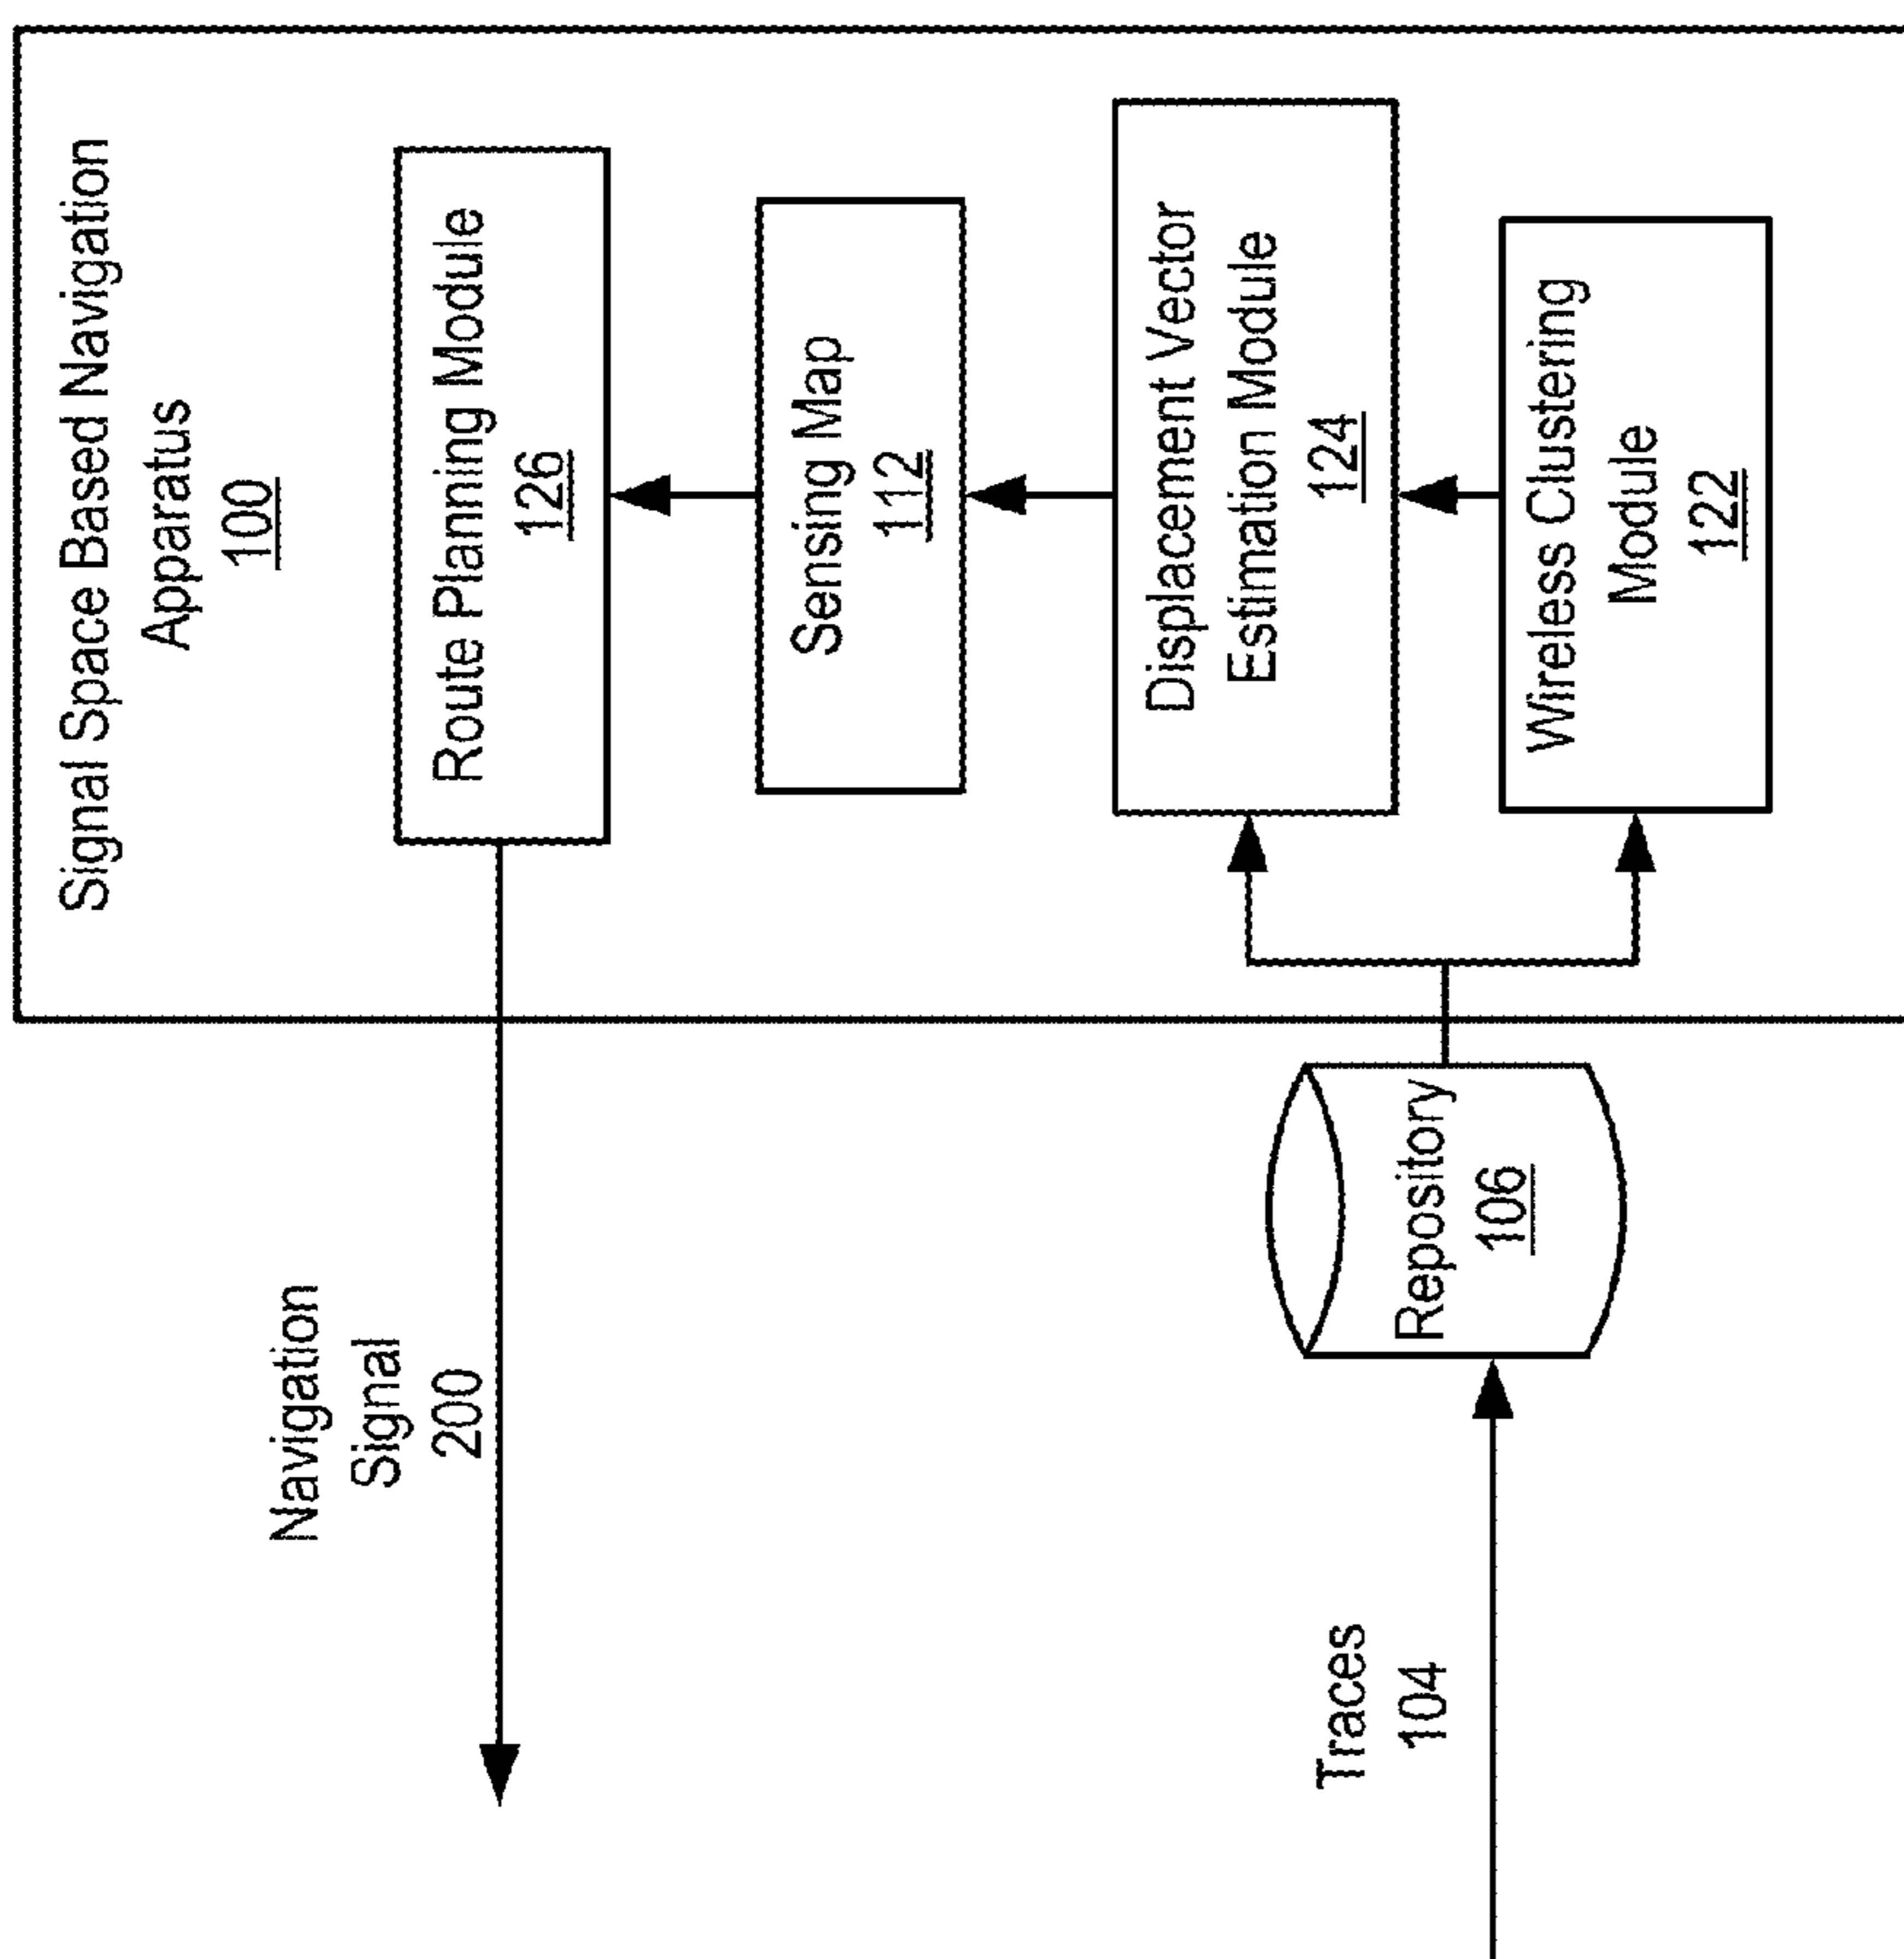 Signal Space Based Navigation
Apparatus
100
Route Planning Module
126
Sensing Map
112
Displacement Vector
Estimation Module
124
Wireless Clustering
Module
122
Navigation
Signal
200
Repository
106
Traces
104